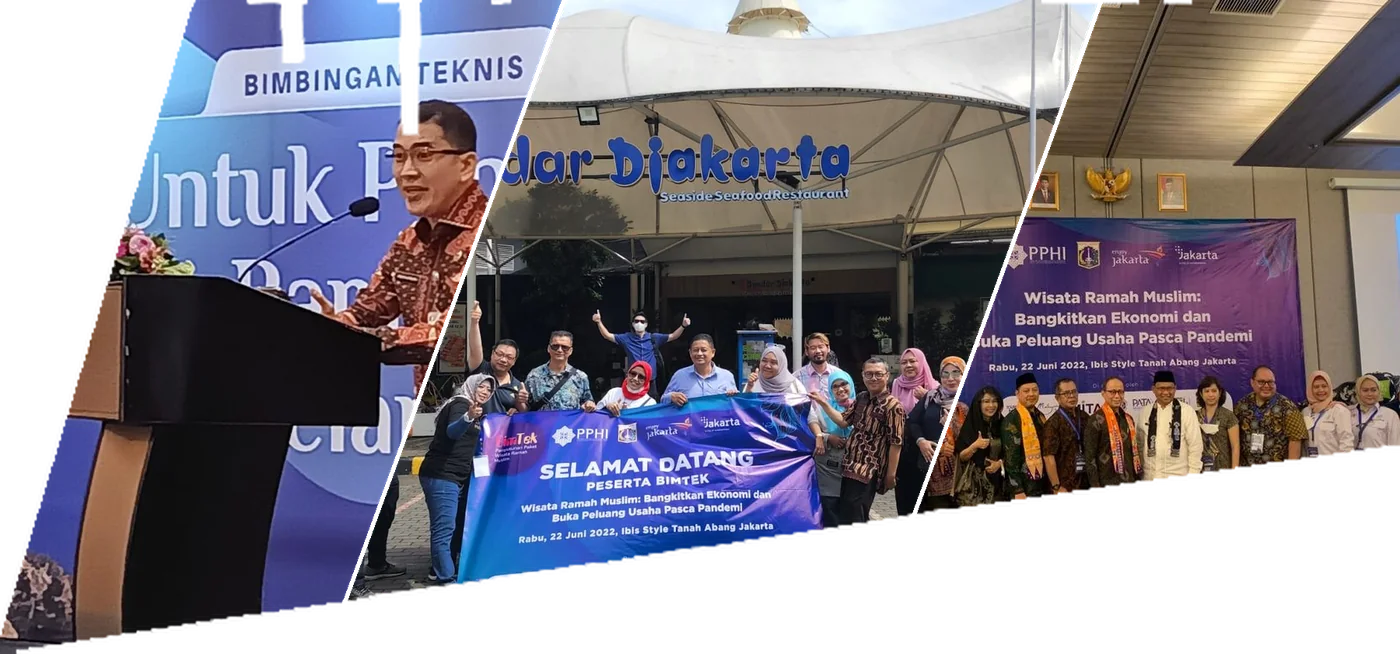 BIMBINGAN TEKNIS
Untuk P
dar Djakarta
Seaside Seafood Restaurant
BimTek
PPHI
enjoy jakarta
Jakarta
SELAMAT DATANG
PESERTA BIMTEK
Wisata Ramah Muslim: Bangkitkan Ekonomi dan
Buka Peluang Usaha Pasca Pandemi
Rabu, 22 Juni 2022, Ibis Style Tanah Abang Jakarta
PPHI
enjoy jakarta
Jakarta
Wisata Ramah Muslim:
Bangkitkan Ekonomi dan
uka Peluang Usaha Pasca Pandemi
Rabu, 22 Juni 2022, Ibis Style Tanah Abang Jakarta
PATA